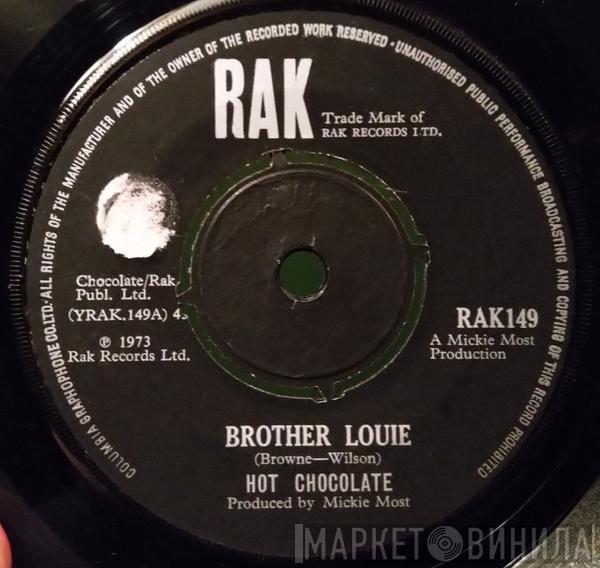 COLUMBIA GRAPHOPHONE CO.LTD. ALL RIGHTS OF THE MANUFACTURER AND OF THE OWNER OF THE RECORDED WORK RESERVED · UNAUTHORISED PUBLIC PERFORMANCE BROADCASTING AND COPYING OF THIS RECORD PROHIBITED
RAK
Trade Mark of
RAK RECORDS LTD.
Chocolate/Rak
Publ. Ltd.
(YRAK.149A) 4
℗ 1973
Rak Records Ltd.
RAK149
A Mickie Most
Production
BROTHER LOUIE
(Browne—Wilson)
HOT CHOCOLATE
Produced by Mickie Most
МАРКЕТ ВИНИЛА